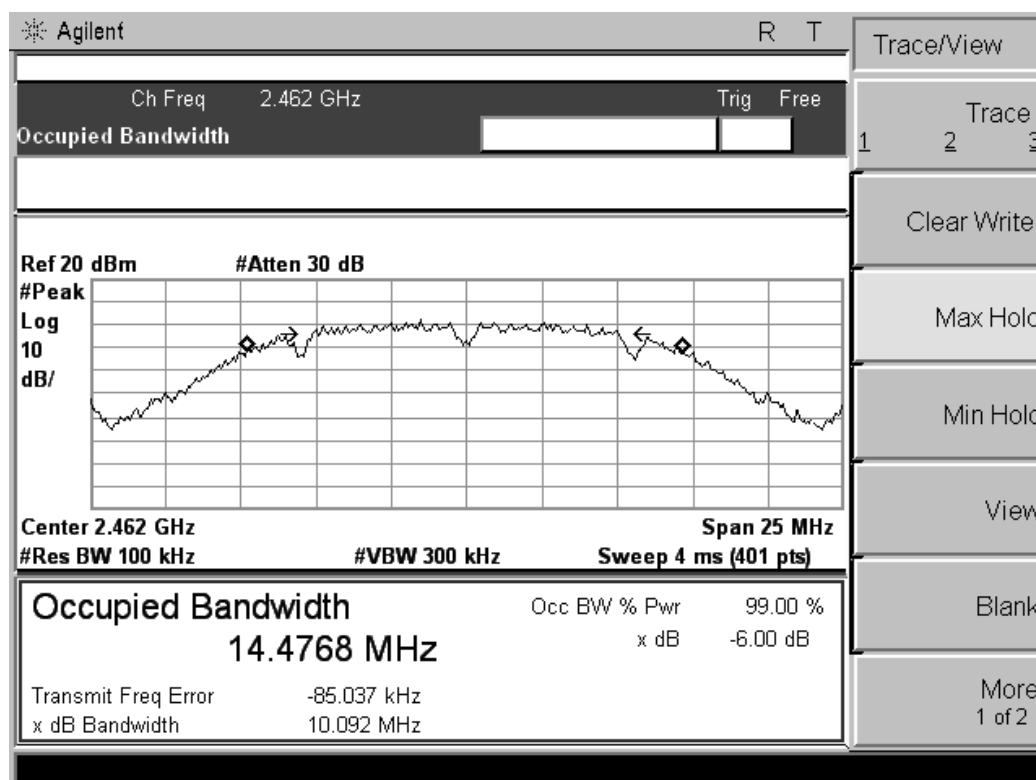 Agilent R T
Ch Freq 2.462 GHz Trig Free
Occupied Bandwidth
Ref 20 dBm #Atten 30 dB
#Peak
Log
10
dB/
Center 2.462 GHz Span 25 MHz
#Res BW 100 kHz #VBW 300 kHz Sweep 4 ms (401 pts)
Occupied Bandwidth Occ BW % Pwr 99.00 %
14.4768 MHz x dB -6.00 dB
Transmit Freq Error -85.037 kHz
x dB Bandwidth 10.092 MHz
Trace/View
Trace
1 2 3
Clear Write
Max Hold
Min Hold
View
Blank
More
1 of 2